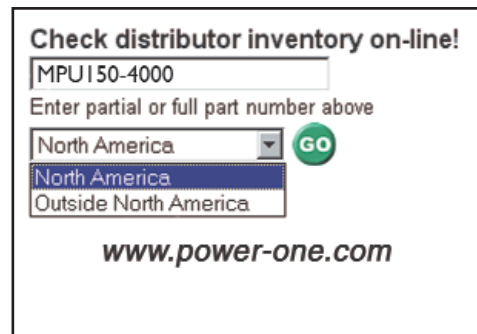 Check distributor inventory on-line!
MPU150-4000
Enter partial or full part number above
North America GO
North America
Outside North America
www.power-one.com